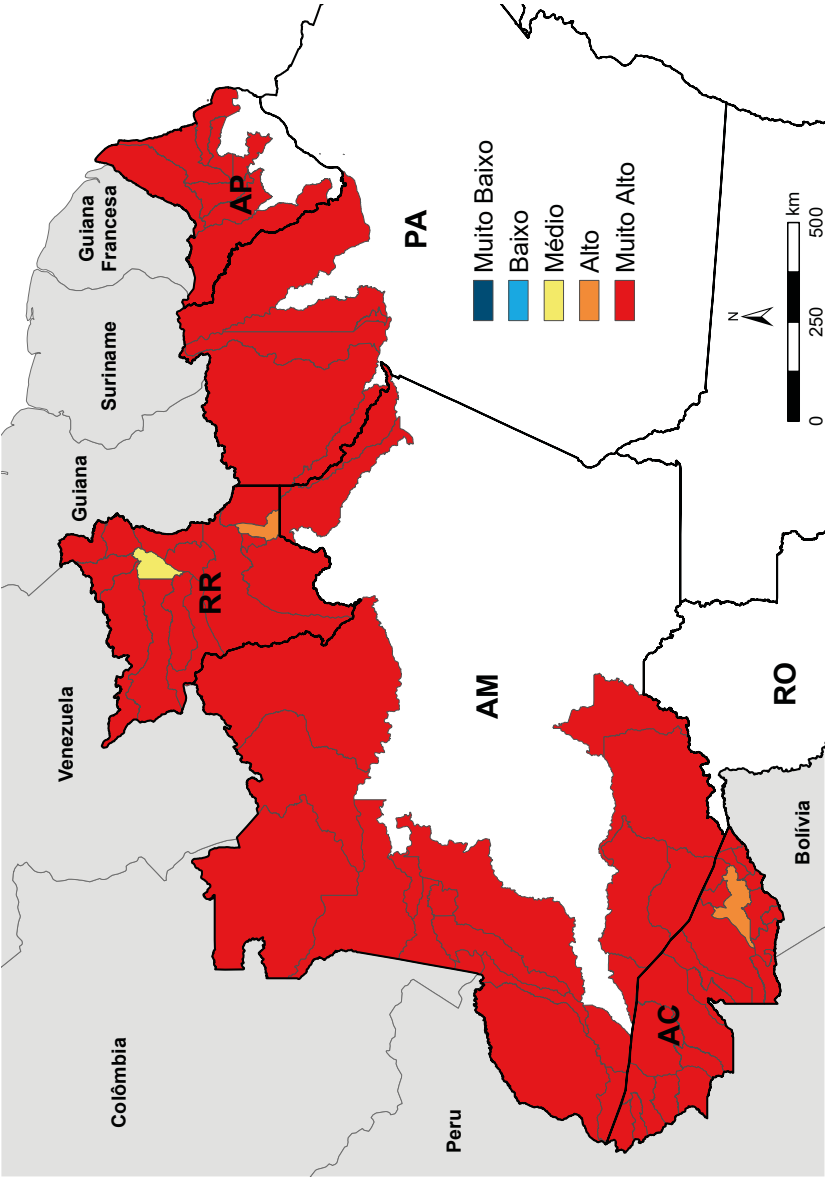 Guiana
Francesa
Suriname
Guiana
Venezuela
Colômbia
Peru
Bolívia
AP
PA
RR
AM
AC
RO
Muito Baixo
Baixo
Médio
Alto
Muito Alto
N
0 250 500 km